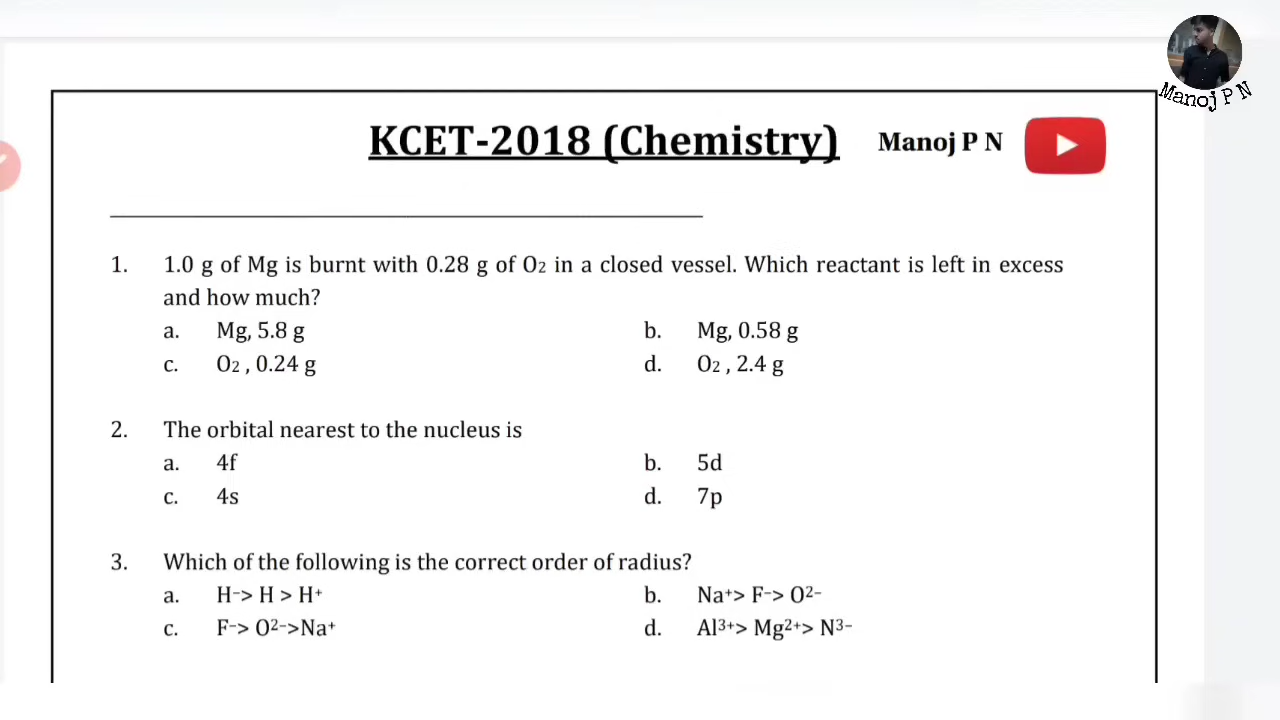 Manoj P N
KCET-2018 (Chemistry) Manoj P N
1. 1.0 g of Mg is burnt with 0.28 g of O₂ in a closed vessel. Which reactant is left in excess
and how much?
a. Mg, 5.8 g b. Mg, 0.58 g
c. O₂ , 0.24 g d. O₂ , 2.4 g
2. The orbital nearest to the nucleus is
a. 4f b. 5d
c. 4s d. 7p
3. Which of the following is the correct order of radius?
a. H⁻> H > H⁺ b. Na⁺> F⁻> O²⁻
c. F⁻> O²⁻>Na⁺ d. Al³⁺> Mg²⁺> N³⁻